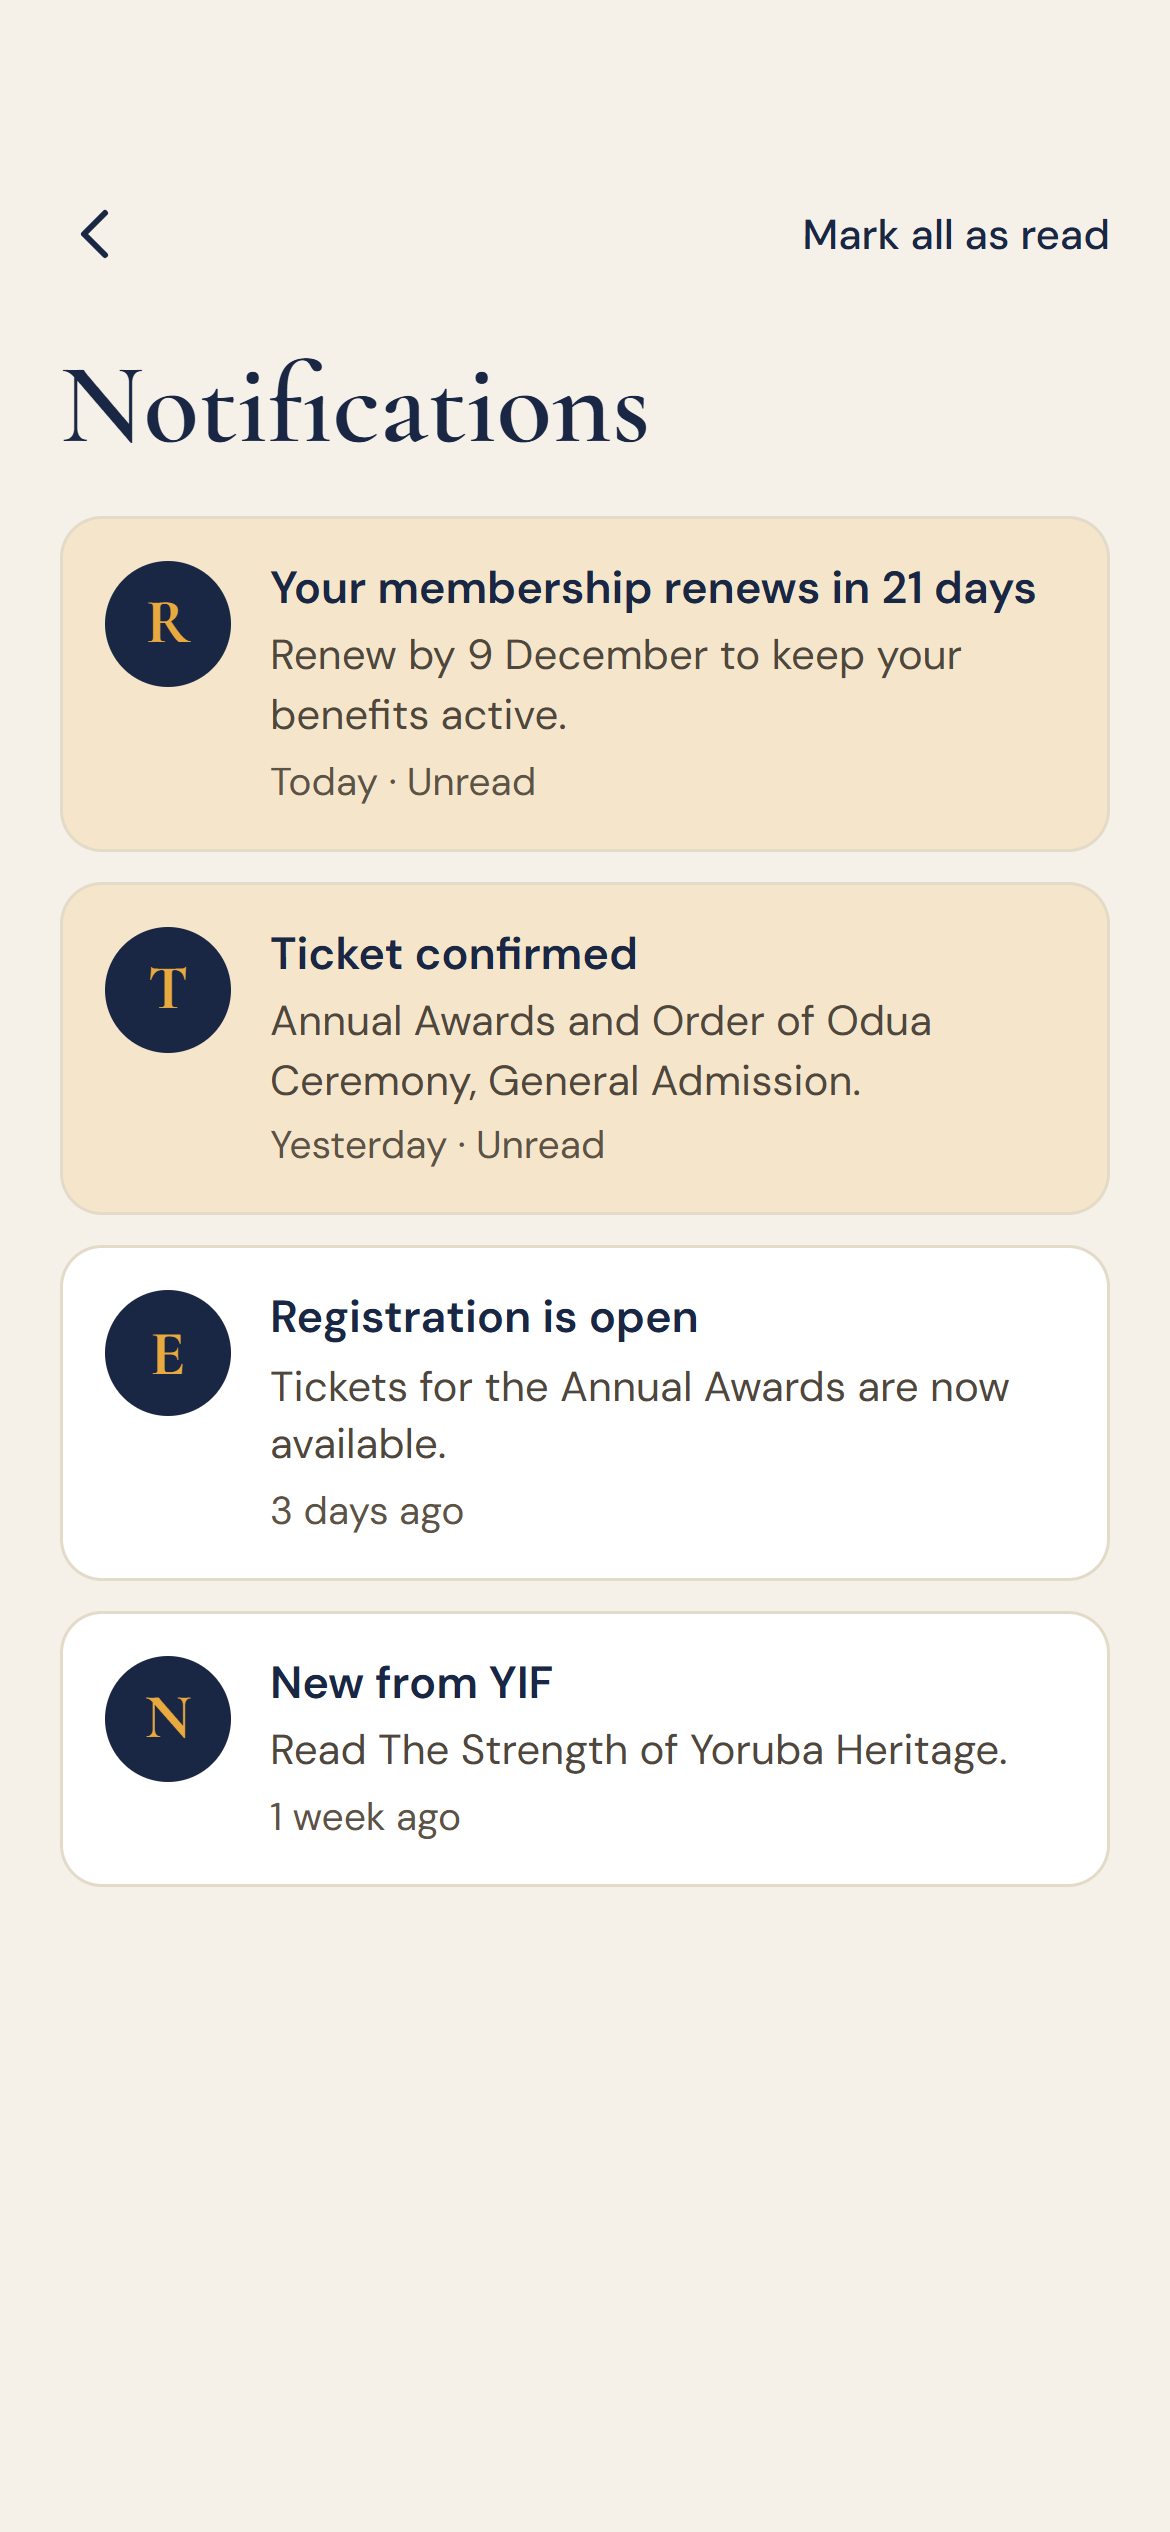 Mark all as read
Notifications
R
Your membership renews in 21 days
Renew by 9 December to keep your
benefits active.
Today · Unread
T
Ticket confirmed
Annual Awards and Order of Odua
Ceremony, General Admission.
Yesterday · Unread
E
Registration is open
Tickets for the Annual Awards are now
available.
3 days ago
N
New from YIF
Read The Strength of Yoruba Heritage.
1 week ago